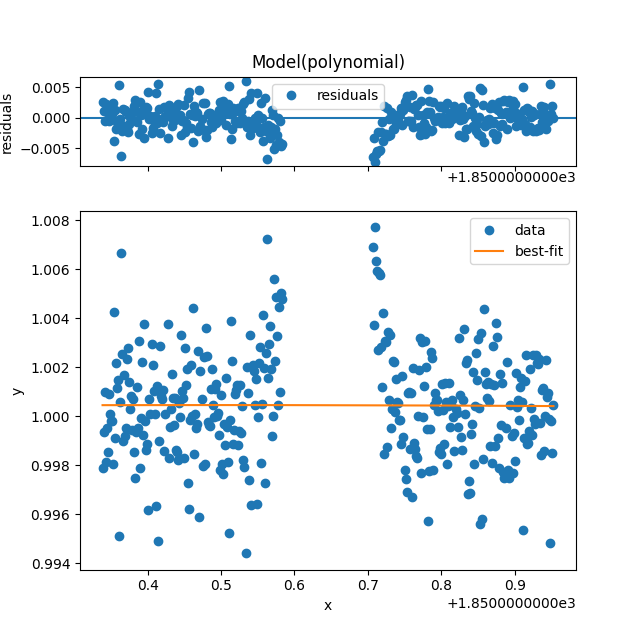 Model(polynomial)
0.005
0.000
−0.005
residuals
residuals
+1.8500000000e3
1.008
1.006
1.004
1.002
1.000
0.998
0.996
0.994
y
data
best-fit
0.4 0.5 0.6 0.7 0.8 0.9
x
+1.8500000000e3